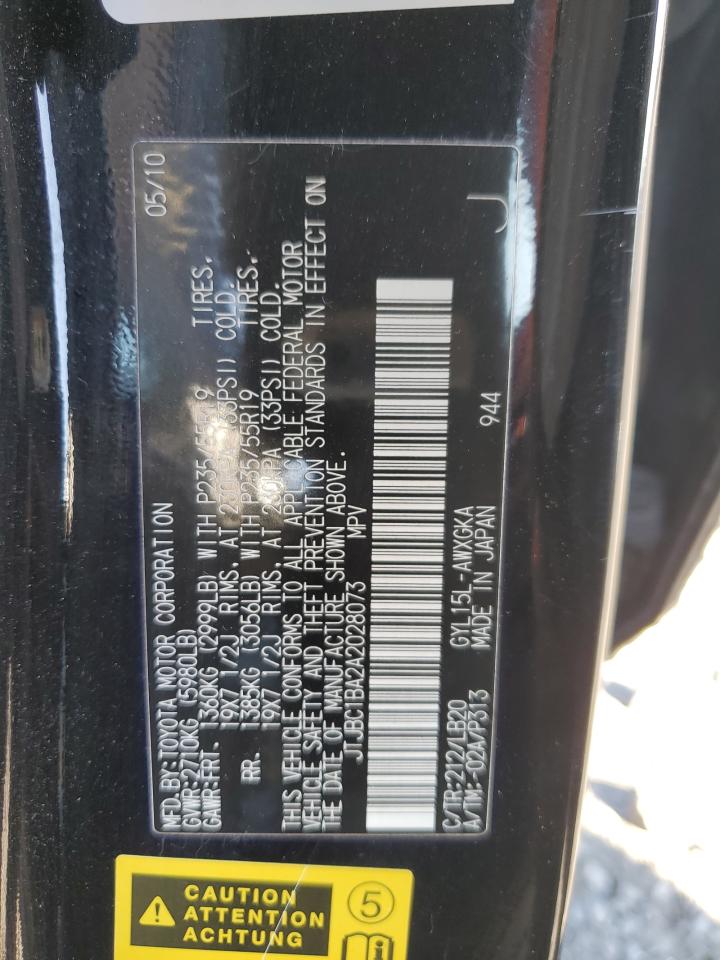 MFD.BY:TOYOTA MOTOR CORPORATION 05/10
GVWR:2710KG (5980LB)
GAWR:FRT. 1360KG (2999LB) WITH P235/55R19 TIRES.
19X7 1/2J RIMS. AT (33PSI) COLD.
RR. 1385KG (3056LB) WITH P235/55R19 TIRES.
19X7 1/2J RIMS. AT (33PSI) COLD.
THIS VEHICLE CONFORMS TO ALL APPLICABLE FEDERAL MOTOR
VEHICLE SAFETY AND THEFT PREVENTION STANDARDS IN EFFECT ON
THE DATE OF MANUFACTURE SHOWN ABOVE.
JTJBC1BA2A2028073 MPV
C/TR:212/LB20 GYL15L-AWXGKA 944
A/TM:-02A/P313 MADE IN JAPAN J
CAUTION
ATTENTION
ACHTUNG
5